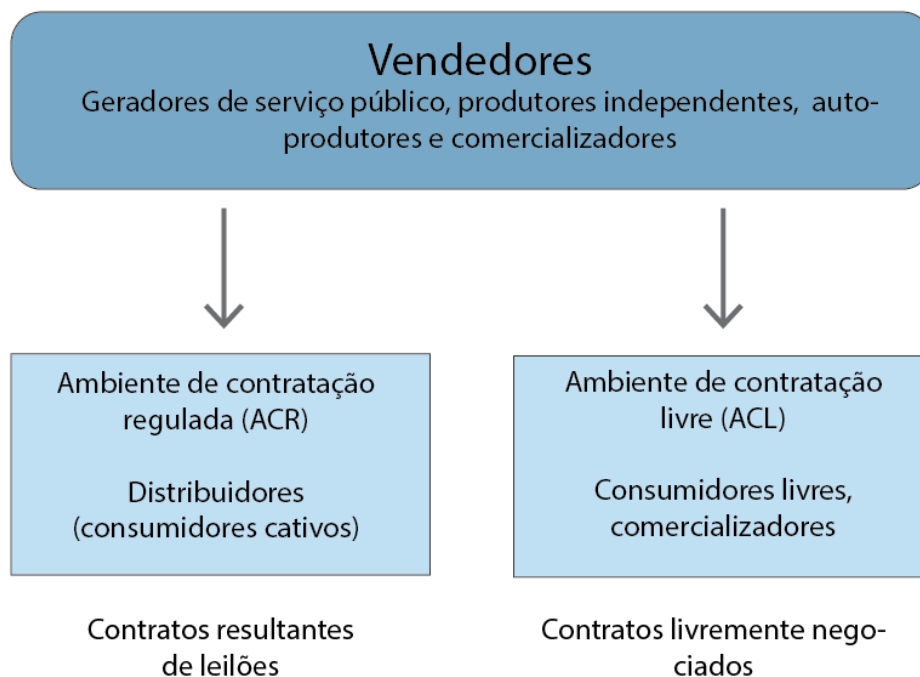 Vendedores
Geradores de serviço público, produtores independentes, auto-
produtores e comercializadores
Ambiente de contratação
regulada (ACR)
Distribuidores
(consumidores cativos)
Contratos resultantes
de leilões
Ambiente de contratação
livre (ACL)
Consumidores livres,
comercializadores
Contratos livremente nego-
ciados